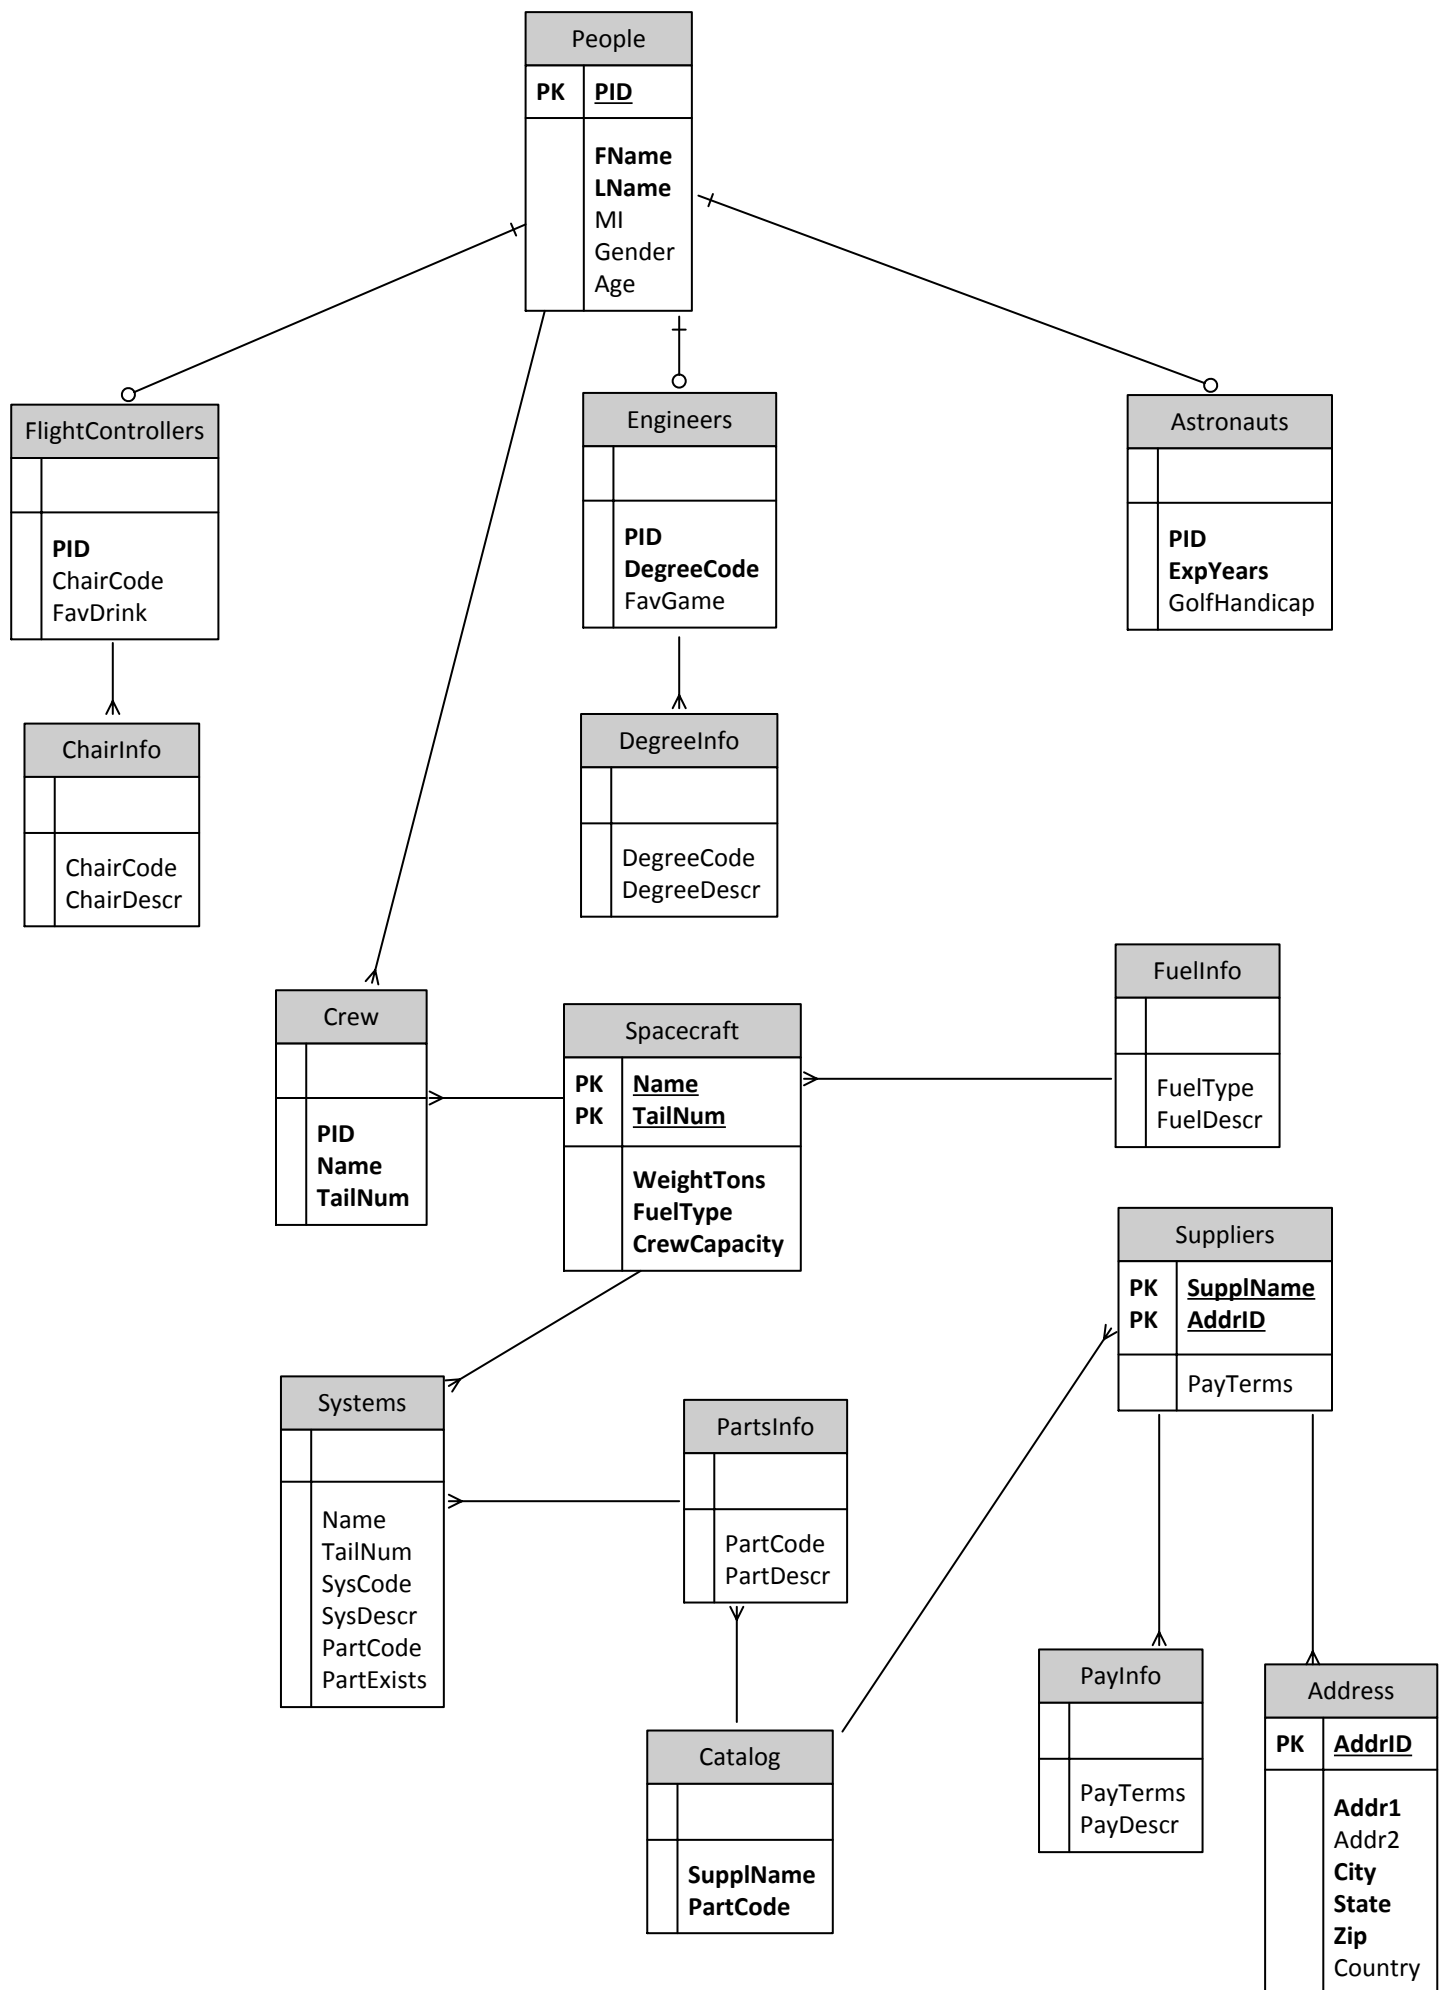 People
PK PID
FName
LName
MI
Gender
Age
FlightControllers
PID
ChairCode
FavDrink
Engineers
PID
DegreeCode
FavGame
Astronauts
PID
ExpYears
GolfHandicap
ChairInfo
ChairCode
ChairDescr
DegreeInfo
DegreeCode
DegreeDescr
Crew
PID
Name
TailNum
Spacecraft
PK Name
PK TailNum
WeightTons
FuelType
CrewCapacity
FuelInfo
FuelType
FuelDescr
Suppliers
PK SupplName
PK AddrID
PayTerms
Systems
Name
TailNum
SysCode
SysDescr
PartCode
PartExists
PartsInfo
PartCode
PartDescr
Catalog
SupplName
PartCode
PayInfo
PayTerms
PayDescr
Address
PK AddrID
Addr1
Addr2
City
State
Zip
Country